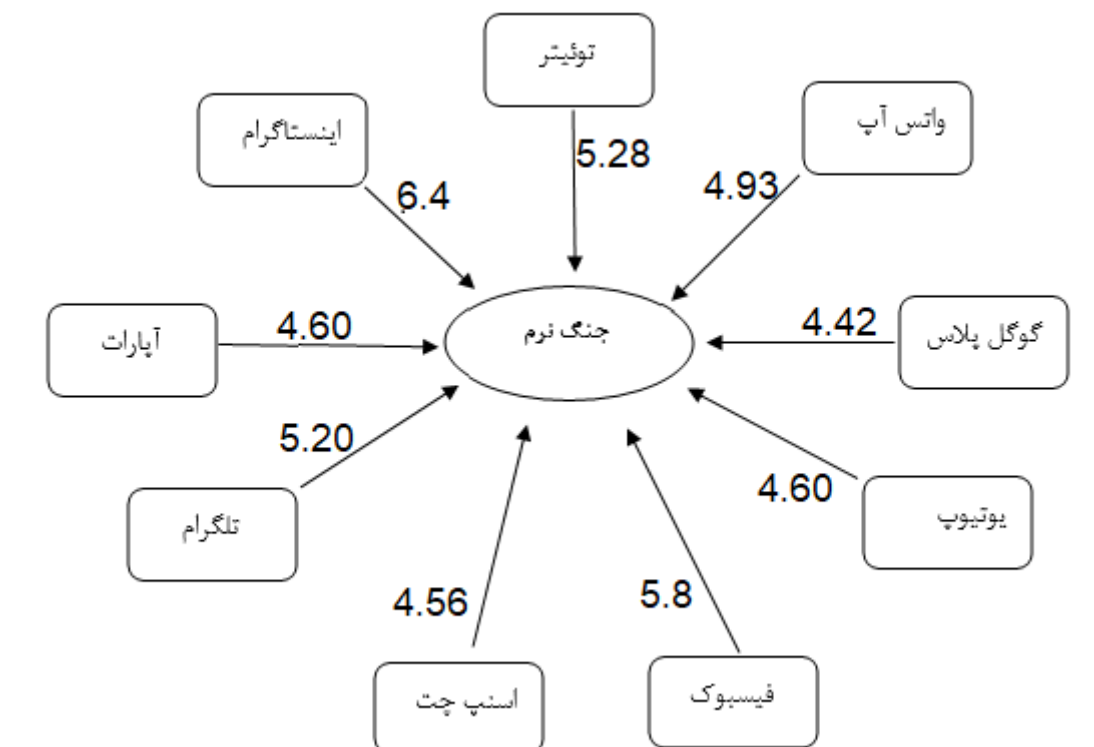 توئیتر
واتس آپ
اینستاگرام
5.28
4.93
6.4
گوگل پلاس
4.42
جنگ نرم
4.60
آپارات
5.20
تلگرام
4.60
یوتیوپ
4.56
5.8
اسنپ چت
فیسبوک